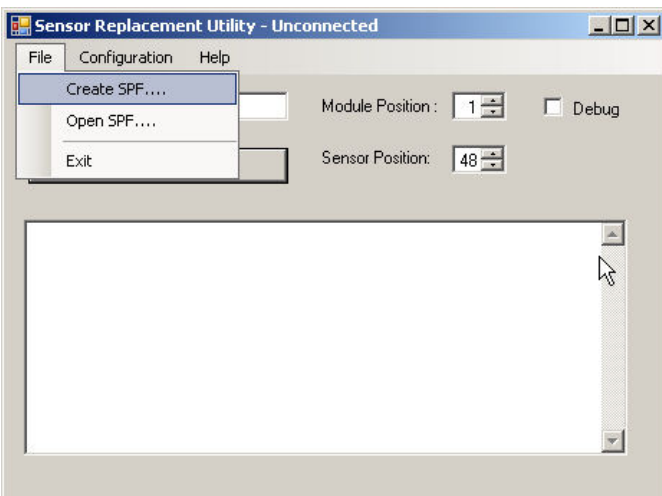 Sensor Replacement Utility - Unconnected
File Configuration Help
Create SPF....
Module Position : 1 Debug
Open SPF....
Exit
Sensor Position: 48